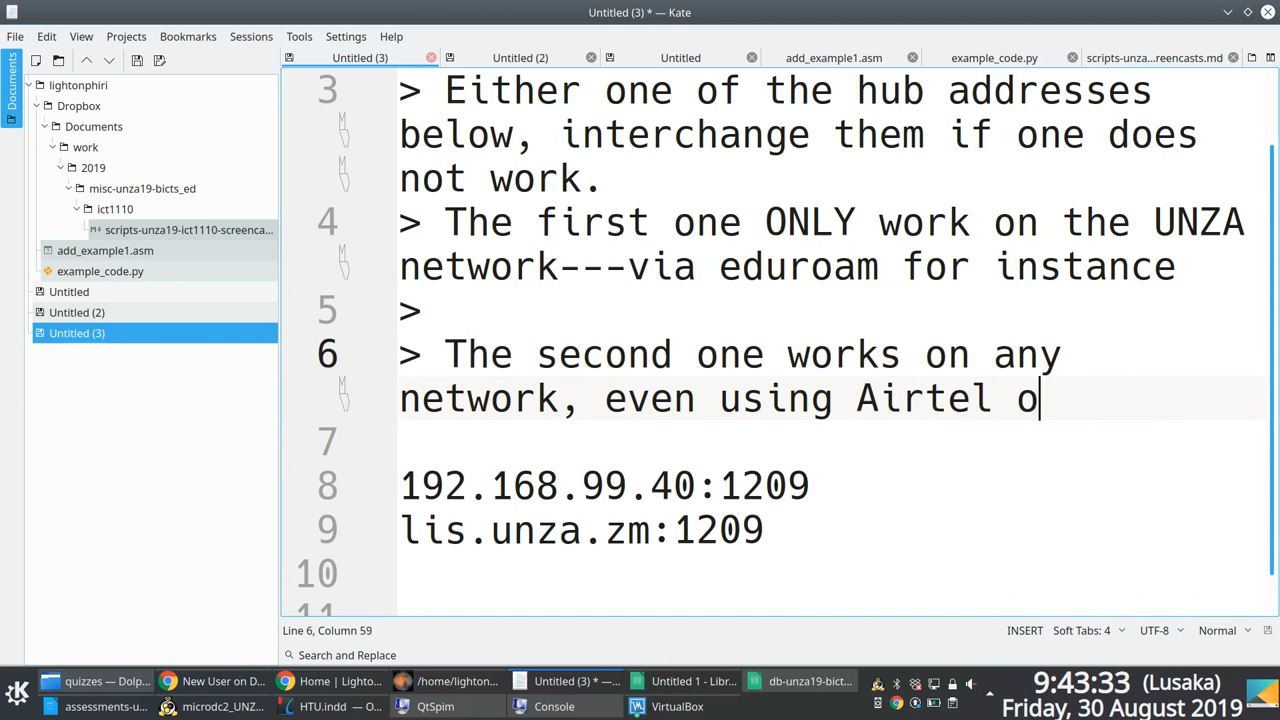 Untitled (3) * — Kate
File Edit View Projects Bookmarks Sessions Tools Settings Help
Documents
Untitled (3) Untitled (2) Untitled add_example1.asm example_code.py scripts-unza...reencasts.md
lightonphiri
Dropbox
Documents
work
2019
misc-unza19-bicts_ed
ict1110
scripts-unza19-ict1110-screenca...
add_example1.asm
example_code.py
Untitled
Untitled (2)
Untitled (3)
3 > Either one of the hub addresses
below, interchange them if one does
not work.
4 > The first one ONLY work on the UNZA
network---via eduroam for instance
5 >
6 > The second one works on any
network, even using Airtel o
7
8 192.168.99.40:1209
9 lis.unza.zm:1209
10
11
Line 6, Column 59 INSERT Soft Tabs: 4 UTF-8 Normal
Search and Replace
quizzes — Dolp... New User on D... Home | Lighto... /home/lighton... Untitled (3) * —... Untitled 1 - Libr... db-unza19-bict...
assessments-u... microdc2_UNZ... HTU.indd — /ho... QtSpim Console VirtualBox
9:43:33 (Lusaka)
Friday, 30 August 2019